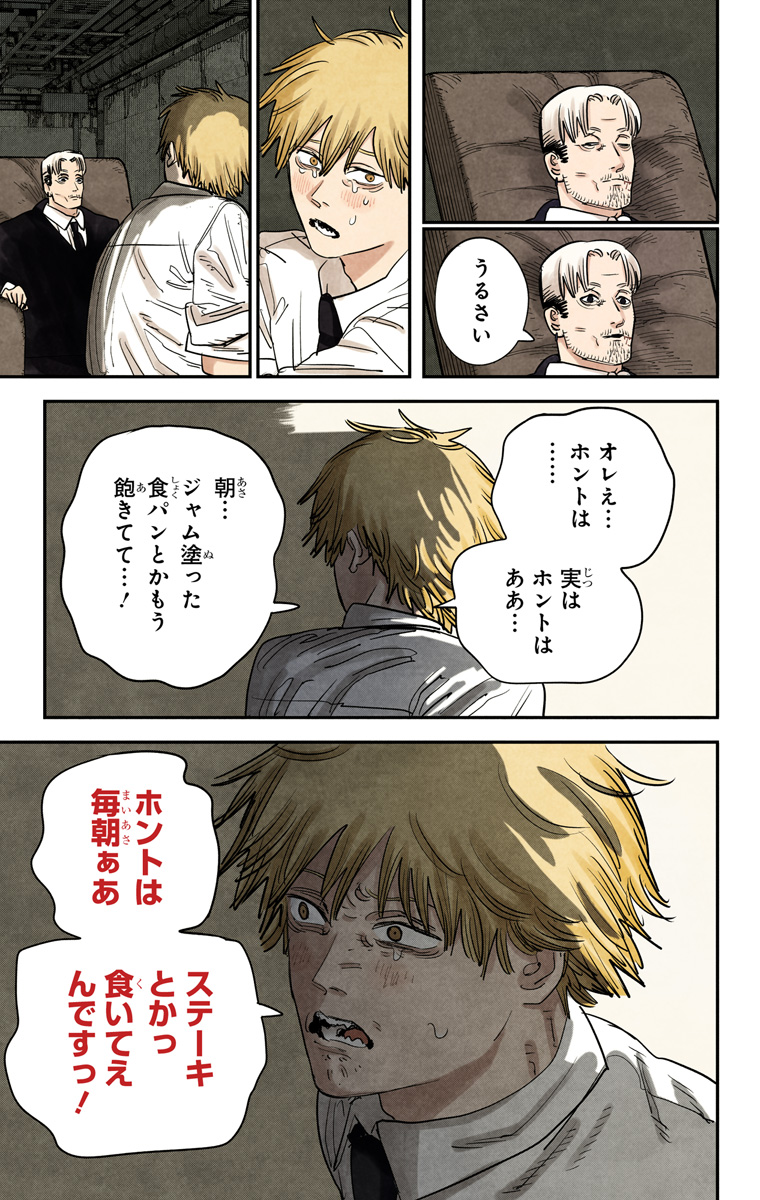 うるさい
オレぇ…
ホントは
……
実は
ホントは
ああ…
朝…
ジャム塗った
食パンとかもう
飽きてて…！
ホントは
毎朝ぁあ
ステーキ
とかっ
食いてえ
んですっ！